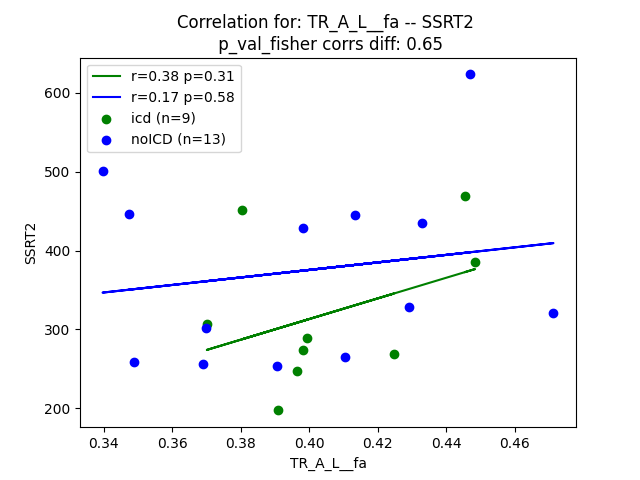 Correlation for: TR_A_L__fa -- SSRT2
p_val_fisher corrs diff: 0.65
r=0.38 p=0.31
r=0.17 p=0.58
icd (n=9)
noICD (n=13)
600
500
400
300
200
SSRT2
0.34 0.36 0.38 0.40 0.42 0.44 0.46
TR_A_L__fa